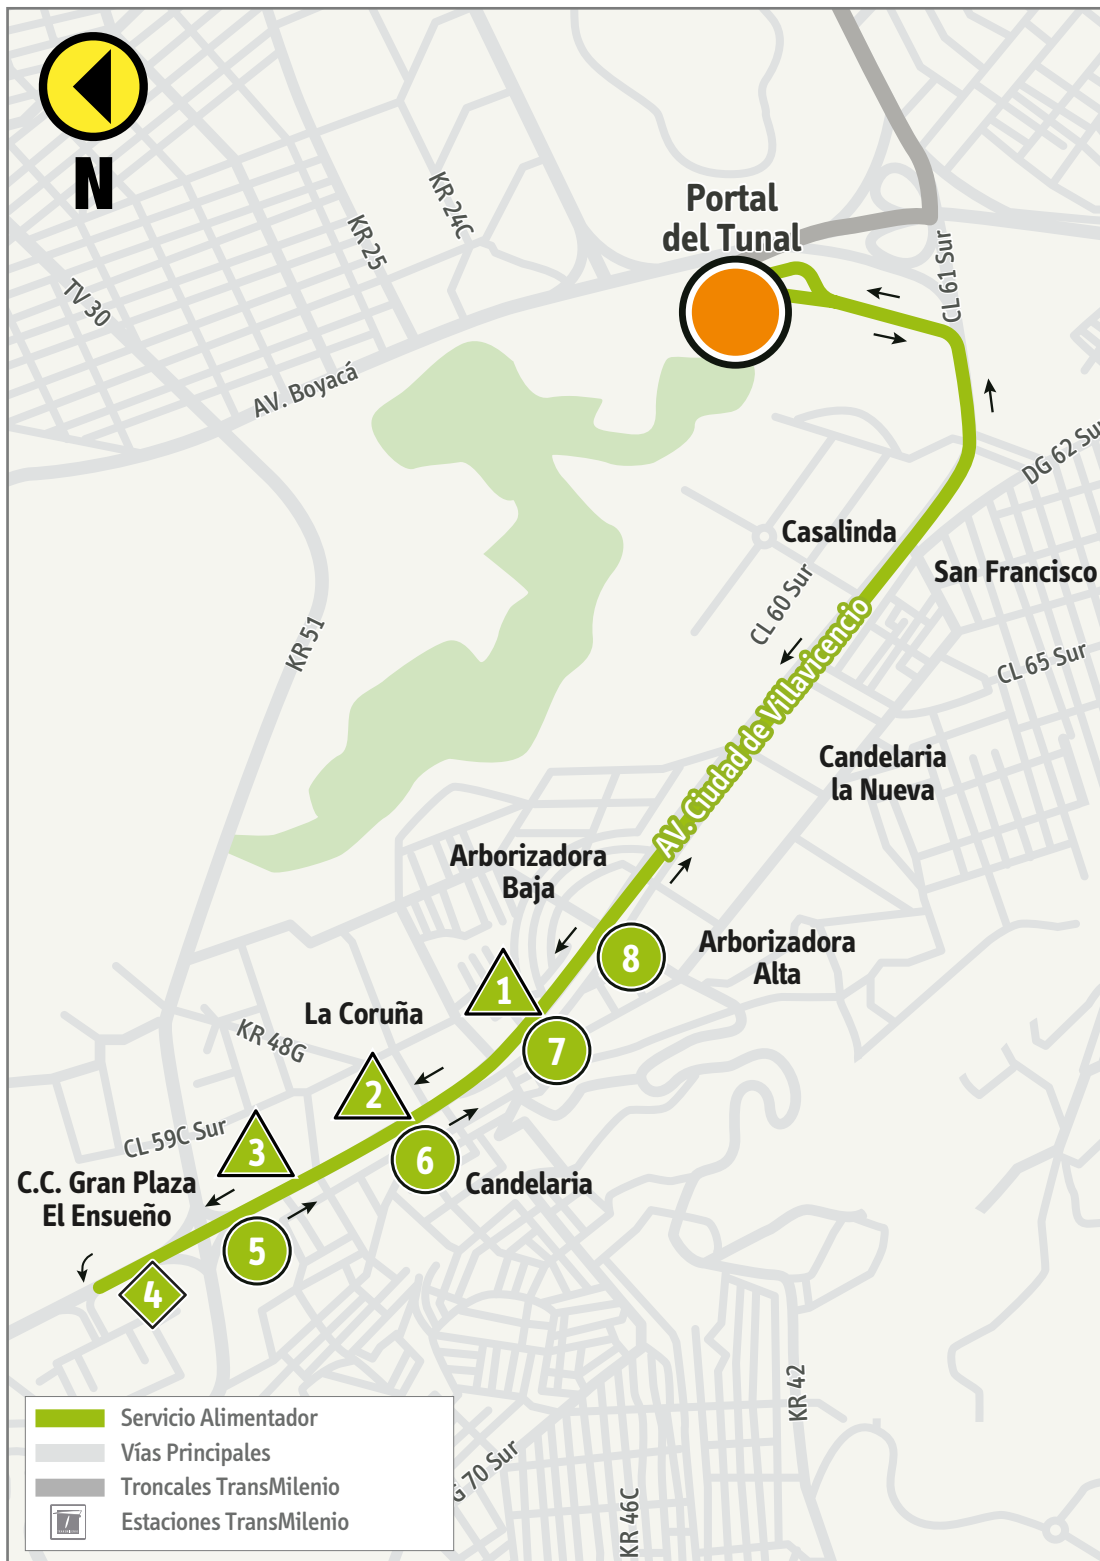 N
Portal
del Tunal
KR 24C
KR 25
TV 30
CL 61 Sur
AV. Boyacá
DG 62 Sur
Casalinda
San Francisco
CL 60 Sur
KR 51
CL 65 Sur
AV. Ciudad de Villavicencio
Candelaria
la Nueva
Arborizadora
Baja
Arborizadora
Alta
8
1
La Coruña
KR 48G
7
2
CL 59C Sur
3
6
C.C. Gran Plaza
El Ensueño
Candelaria
5
4
KR 42
Servicio Alimentador
Vías Principales
Troncales TransMilenio
Estaciones TransMilenio
G 70 Sur
KR 46C